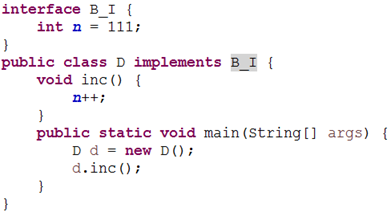 interface B_I {
    int n = 111;
}
public class D implements B_I {
    void inc() {
        n++;
    }
    public static void main(String[] args) {
        D d = new D();
        d.inc();
    }
}